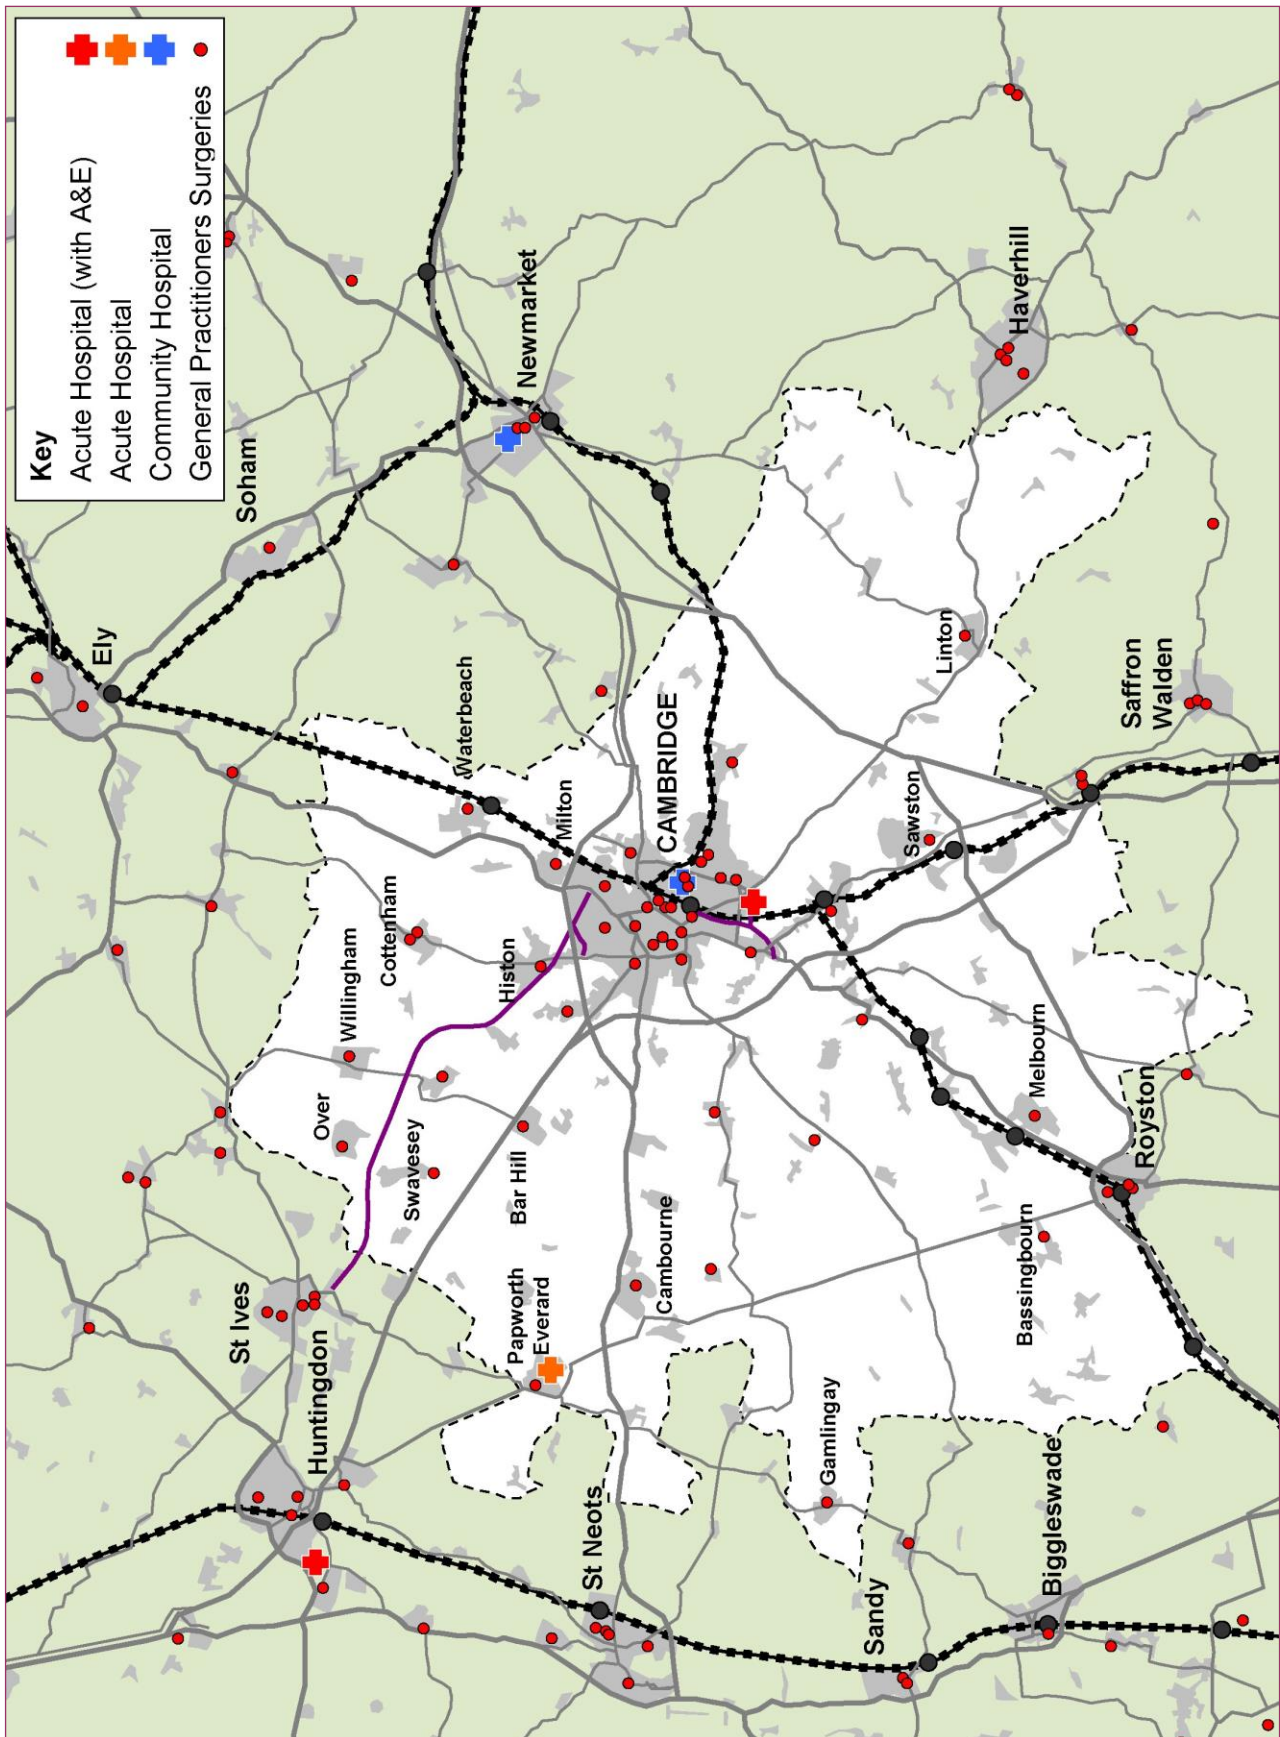 Key
Acute Hospital (with A&E)
Acute Hospital
Community Hospital
General Practitioners Surgeries
Huntingdon
St Ives
Ely
Soham
Newmarket
Over
Willingham
Cottenham
Waterbeach
Swavesey
Histon
Milton
Bar Hill
Papworth
Everard
St Neots
Cambourne
CAMBRIDGE
Gamlingay
Sandy
Sawston
Linton
Haverhill
Biggleswade
Bassingbourn
Melbourn
Royston
Saffron
Walden